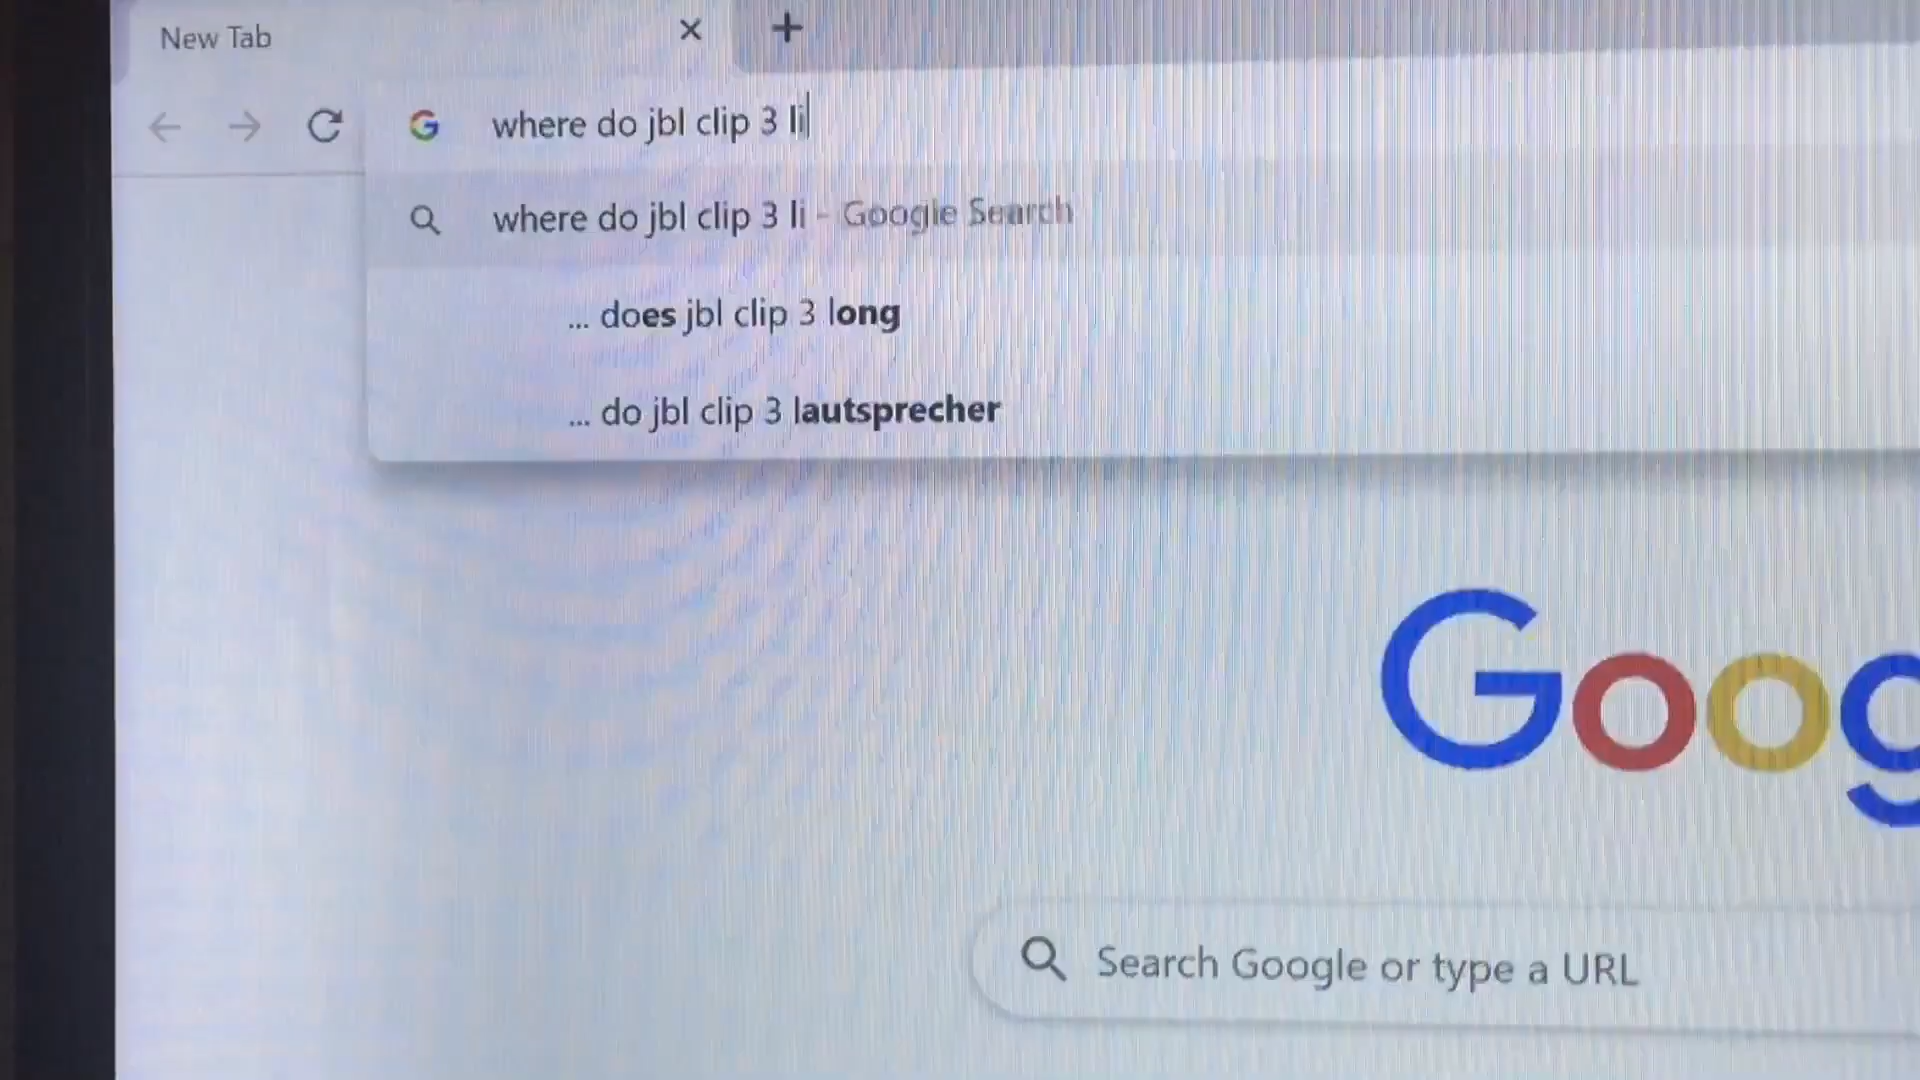 New Tab
where do jbl clip 3 li
where do jbl clip 3 li - Google Search
... does jbl clip 3 long
... do jbl clip 3 lautsprecher
Goog
Search Google or type a URL